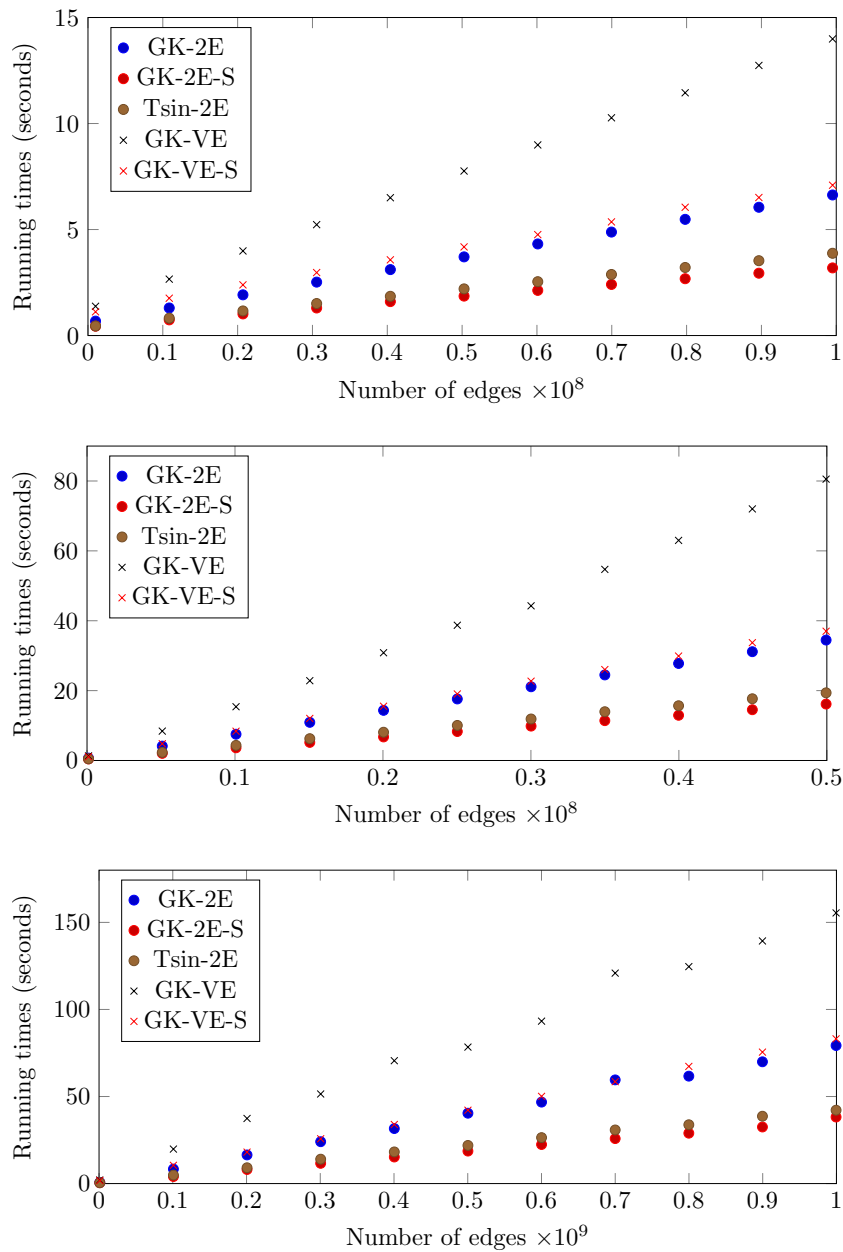 15
10
5
0
Running times (seconds)
GK-2E
GK-2E-S
Tsin-2E
GK-VE
GK-VE-S
0 0.1 0.2 0.3 0.4 0.5 0.6 0.7 0.8 0.9 1
Number of edges ×10^8
80
60
40
20
0
Running times (seconds)
GK-2E
GK-2E-S
Tsin-2E
GK-VE
GK-VE-S
0 0.1 0.2 0.3 0.4 0.5
Number of edges ×10^8
150
100
50
0
Running times (seconds)
GK-2E
GK-2E-S
Tsin-2E
GK-VE
GK-VE-S
0 0.1 0.2 0.3 0.4 0.5 0.6 0.7 0.8 0.9 1
Number of edges ×10^9